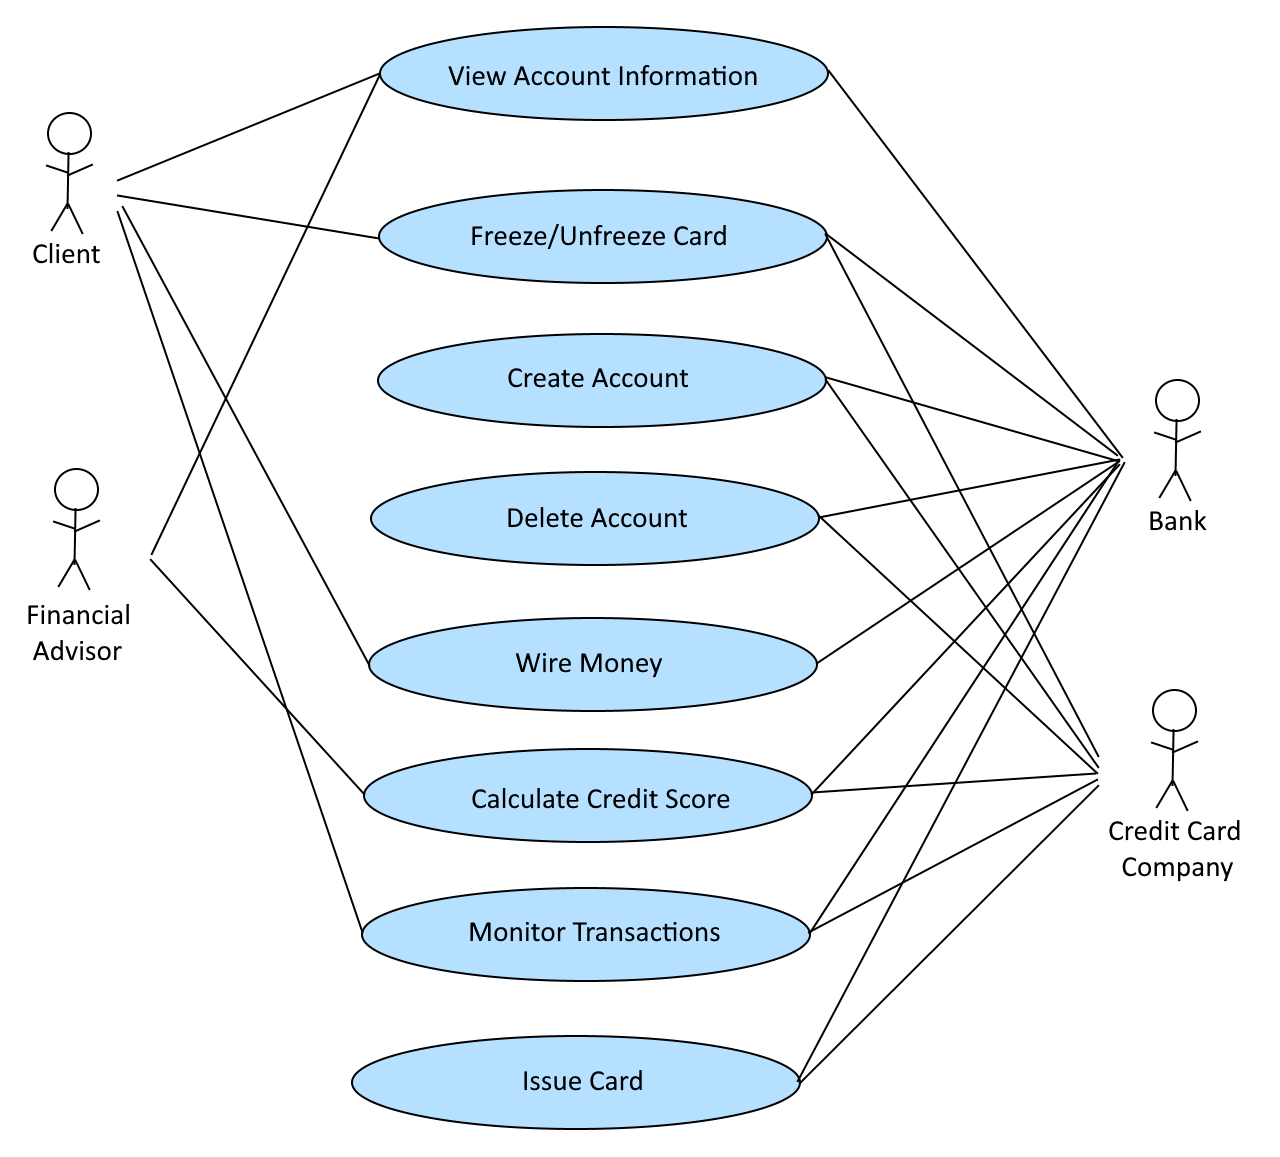 View Account Information
Client
Freeze/Unfreeze Card
Create Account
Delete Account
Bank
Financial
Advisor
Wire Money
Calculate Credit Score
Credit Card
Company
Monitor Transactions
Issue Card